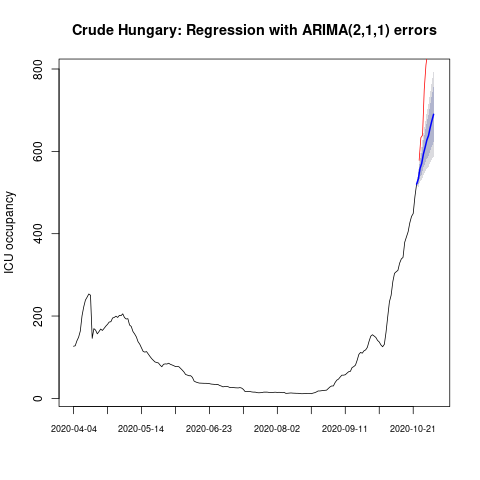 Crude Hungary: Regression with ARIMA(2,1,1) errors
ICU occupancy
800
600
400
200
0
2020-04-04 2020-05-14 2020-06-23 2020-08-02 2020-09-11 2020-10-21